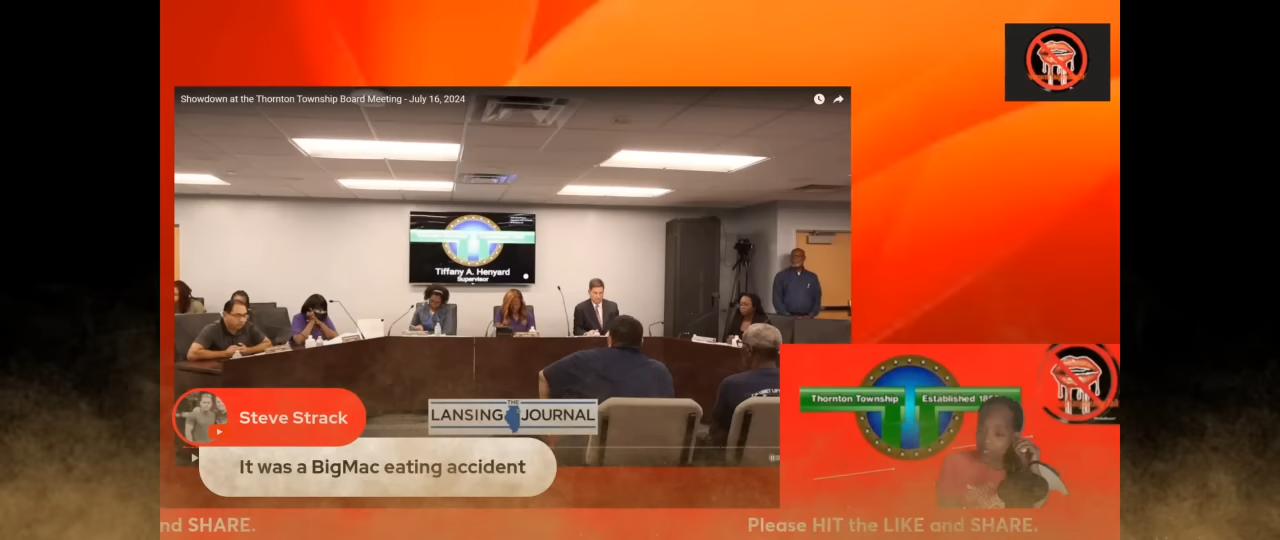 Showdown at the Thornton Township Board Meeting - July 16, 2024
Tiffany A. Henyard
Supervisor
Steve Strack
THE
LANSING JOURNAL
It was a BigMac eating accident
Thornton Township Established
nd SHARE.
Please HIT the LIKE and SHARE.